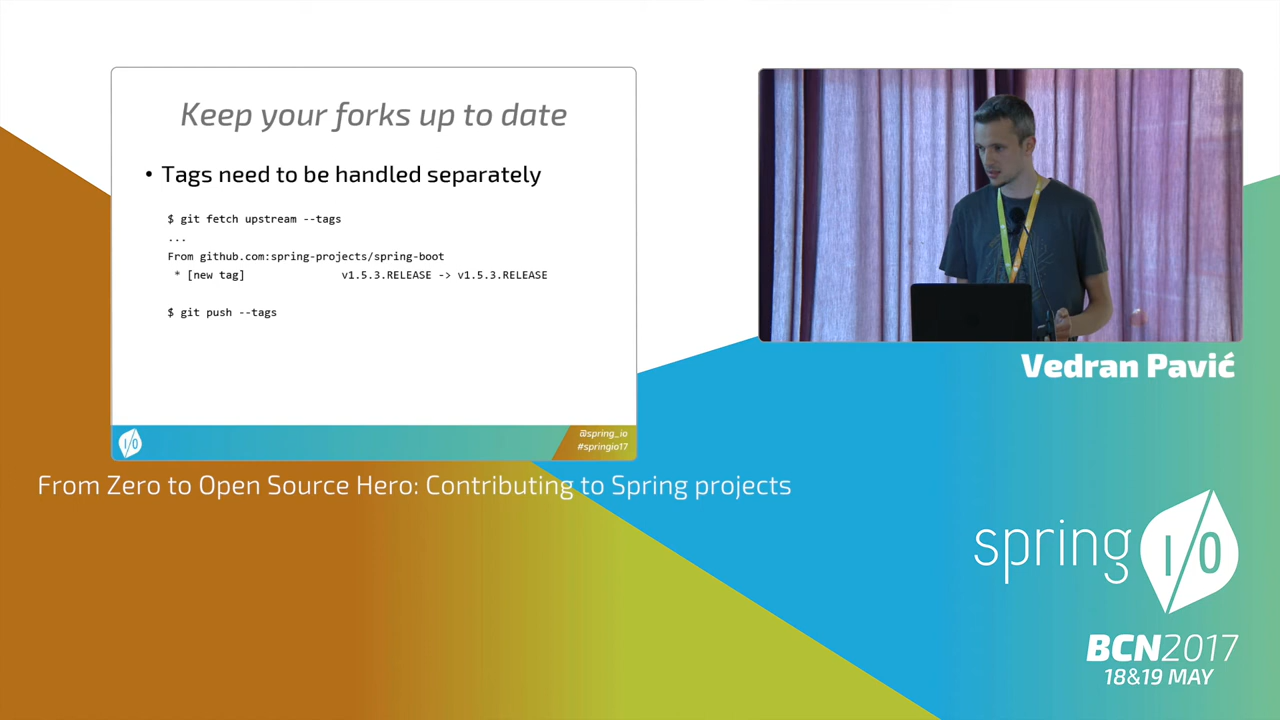 Keep your forks up to date
• Tags need to be handled separately
$ git fetch upstream --tags
...
From github.com:spring-projects/spring-boot
* [new tag] v1.5.3.RELEASE -> v1.5.3.RELEASE
$ git push --tags
I/O
@spring_io
#springio17
Vedran Pavić
From Zero to Open Source Hero: Contributing to Spring projects
spring I/O
BCN2017
18&19 MAY